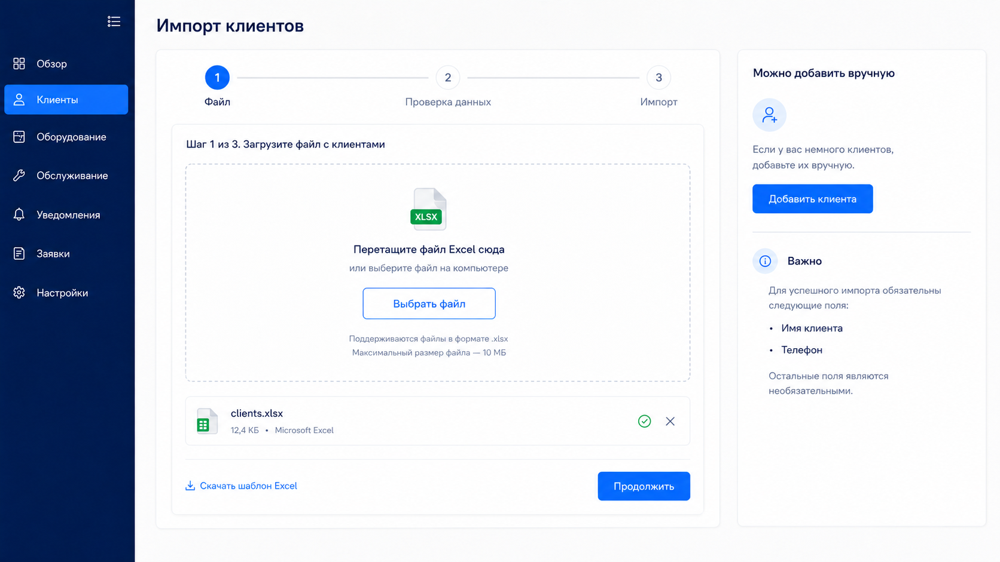 Импорт клиентов
Обзор
Клиенты
Оборудование
Обслуживание
Уведомления
Заявки
Настройки
1
2
3
Файл
Проверка данных
Импорт
Шаг 1 из 3. Загрузите файл с клиентами
XLSX
Перетащите файл Excel сюда
или выберите файл на компьютере
Выбрать файл
Поддерживаются файлы в формате .xlsx
Максимальный размер файла — 10 МБ
clients.xlsx
12,4 КБ • Microsoft Excel
Скачать шаблон Excel
Продолжить
Можно добавить вручную
Если у вас немного клиентов,
добавьте их вручную.
Добавить клиента
Важно
Для успешного импорта обязательны
следующие поля:
• Имя клиента
• Телефон
Остальные поля являются
необязательными.